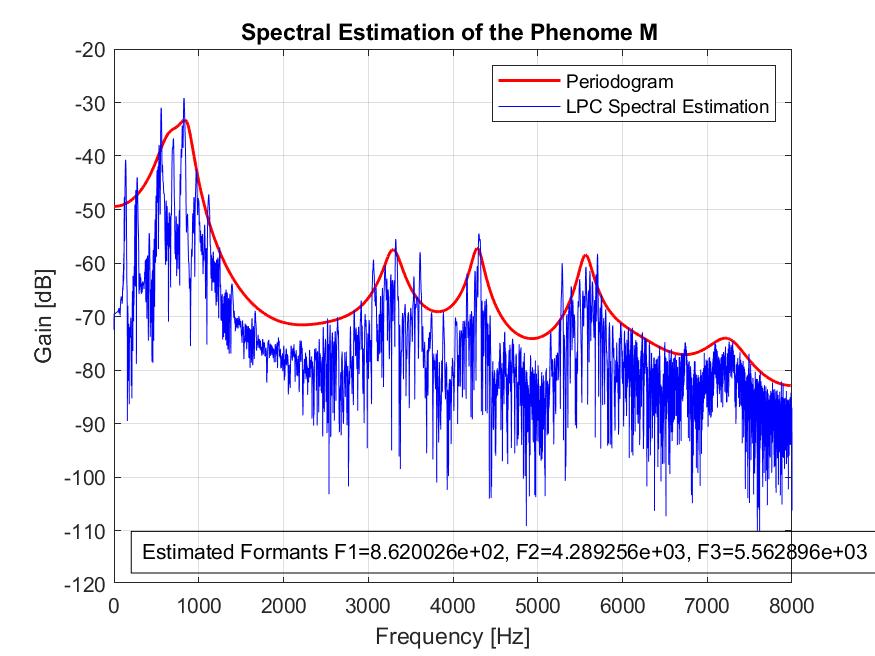 Spectral Estimation of the Phenome M
-20
-30
-40
-50
-60
-70
-80
-90
-100
-110
-120
Gain [dB]
Periodogram
LPC Spectral Estimation
Estimated Formants F1=8.620026e+02, F2=4.289256e+03, F3=5.562896e+03
0 1000 2000 3000 4000 5000 6000 7000 8000
Frequency [Hz]